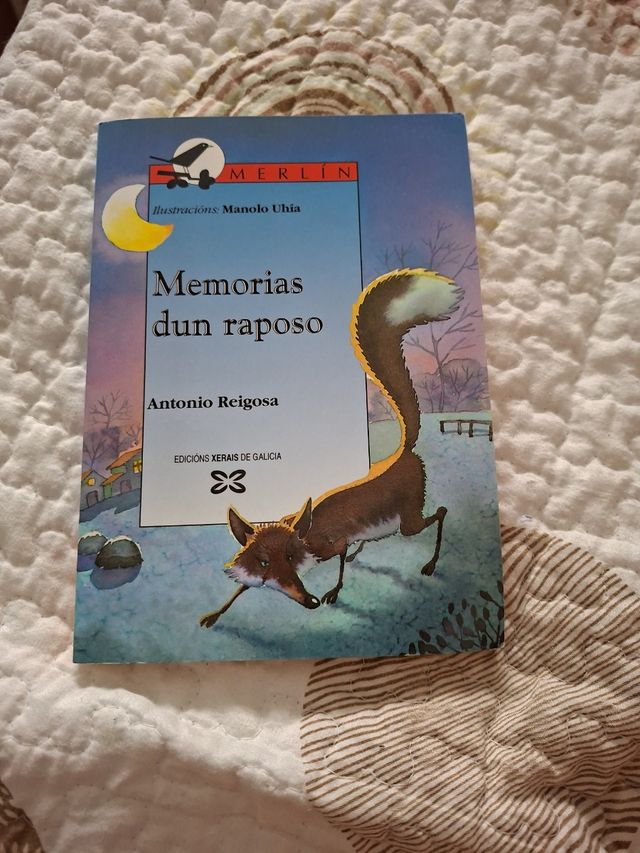 MERLÍN
Ilustracións: Manolo Uhía
Memorias
dun raposo
Antonio Reigosa
EDICIÓNS XERAIS DE GALICIA